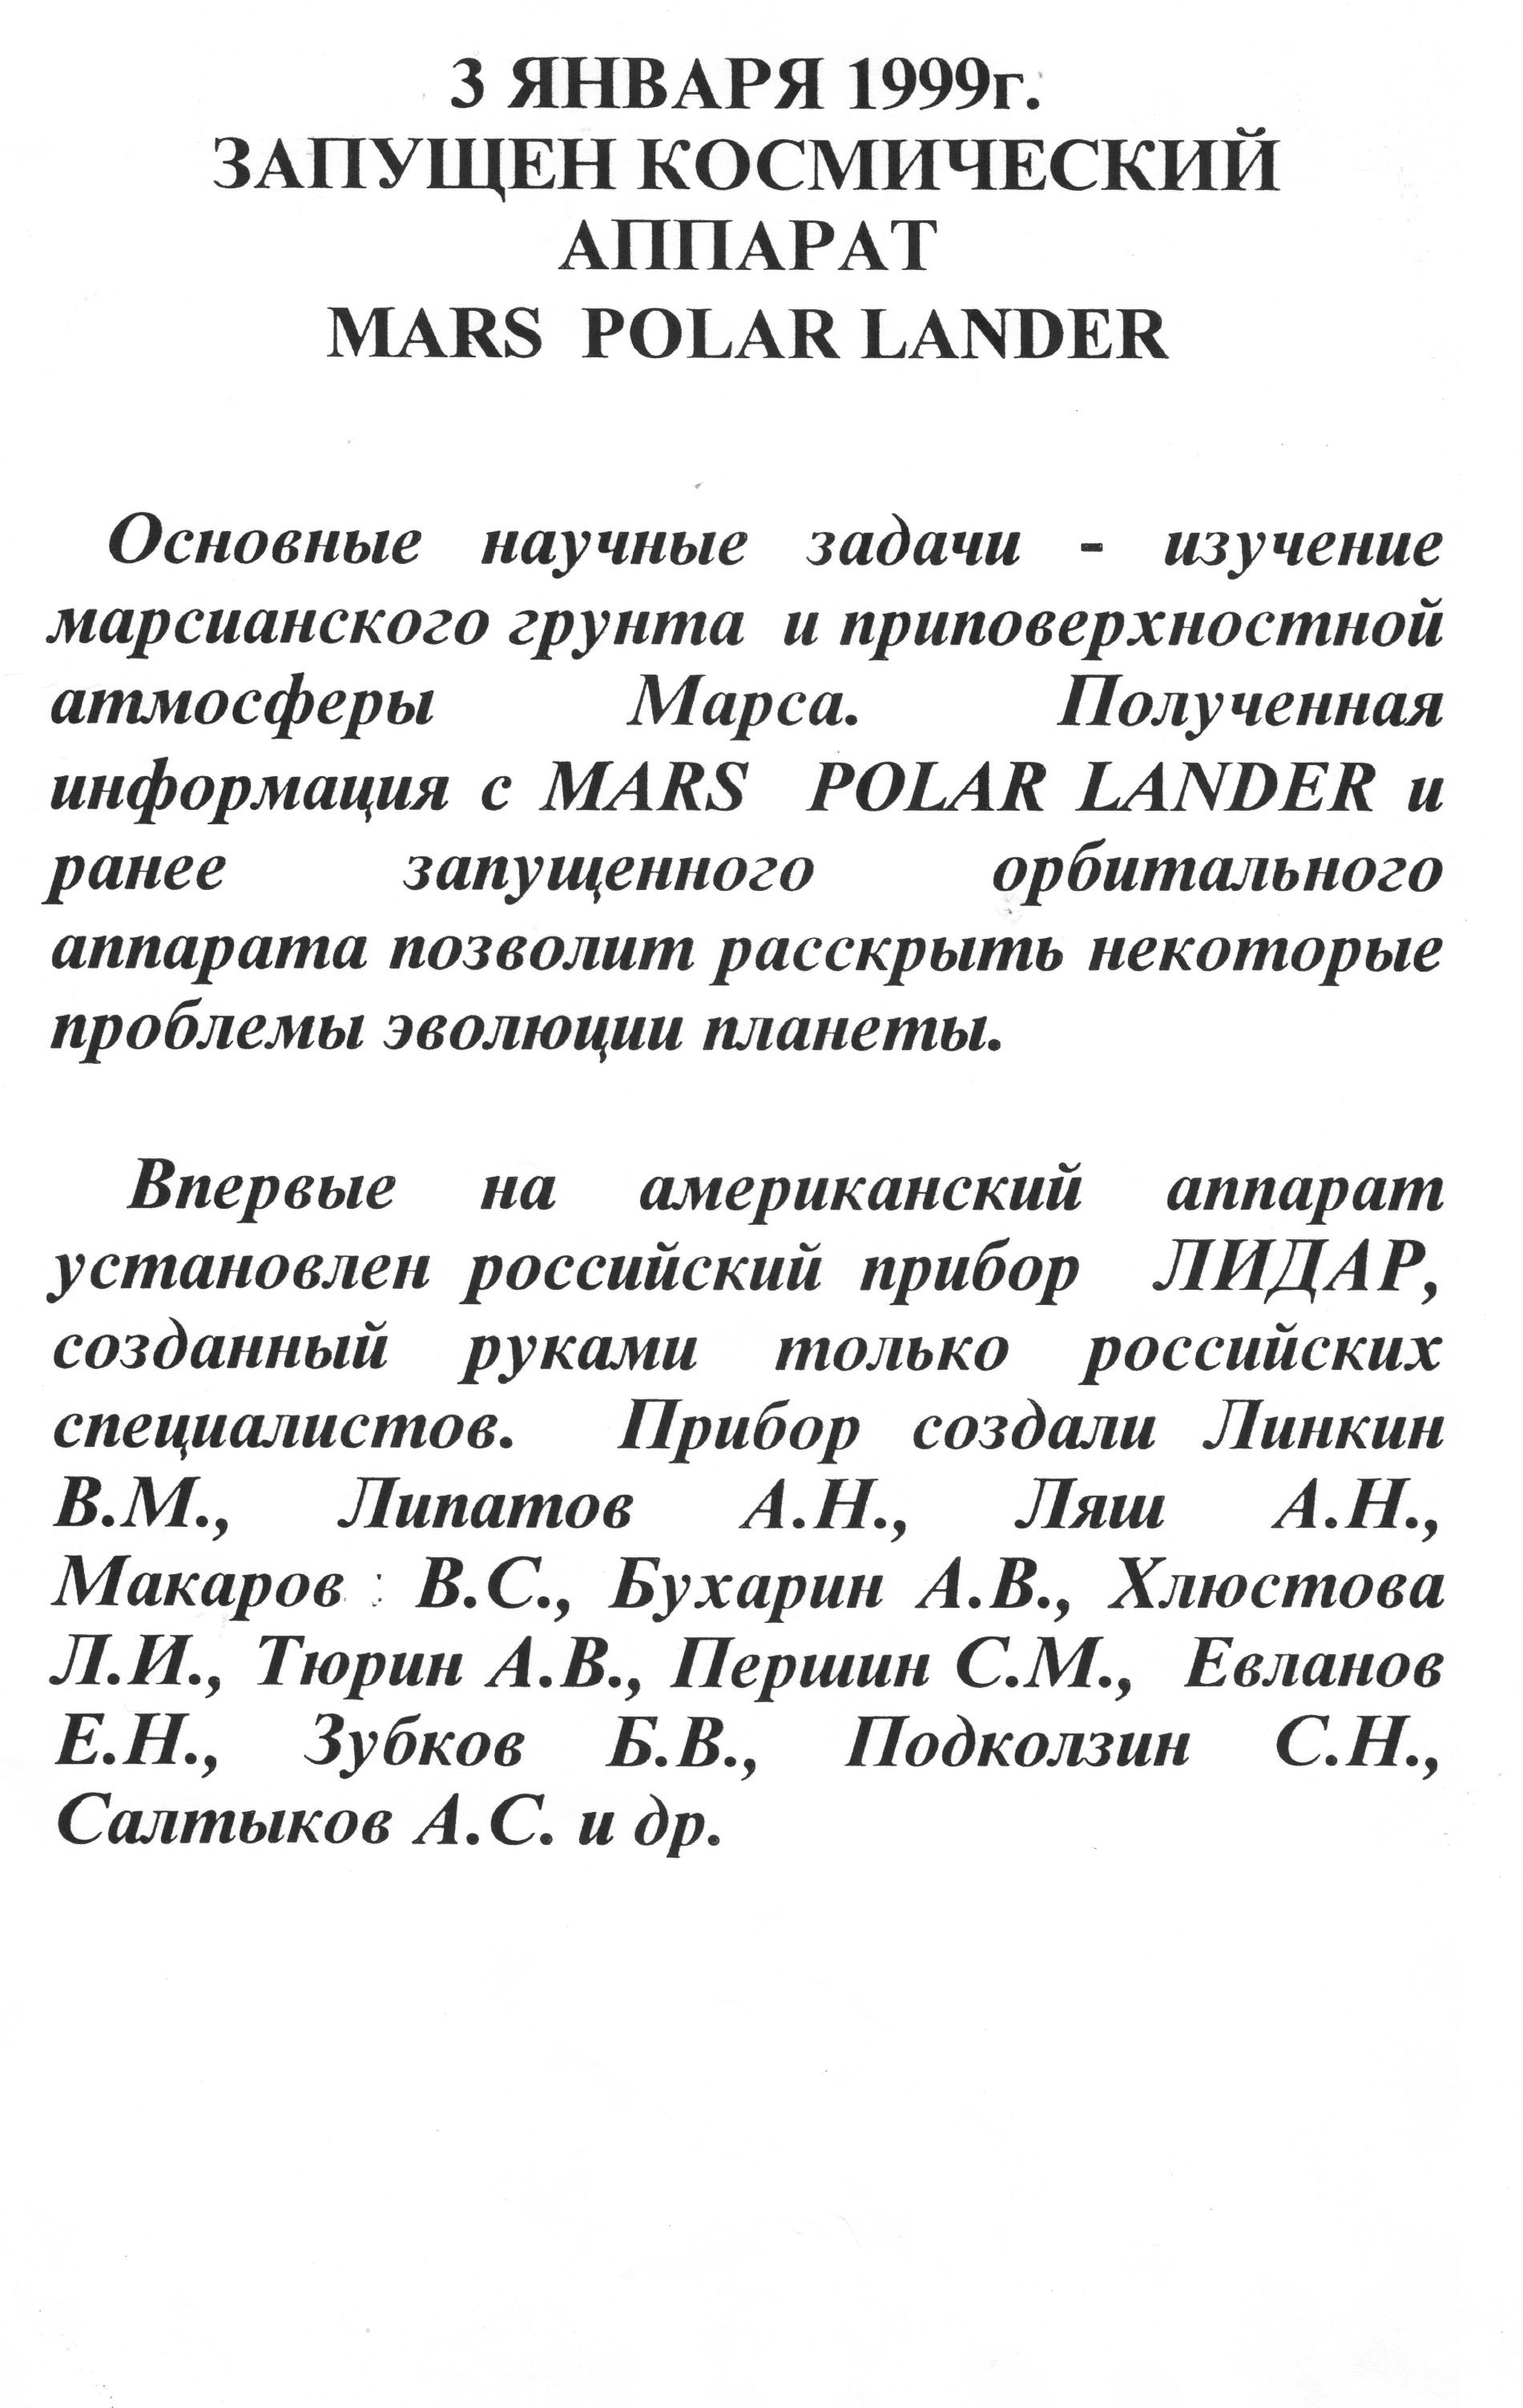 3 ЯНВАРЯ 1999г.
ЗАПУЩЕН КОСМИЧЕСКИЙ
АППАРАТ
MARS POLAR LANDER
Основные научные задачи - изучение
марсианского грунта и приповерхностной
атмосферы Марса. Полученная
информация с MARS POLAR LANDER и
ранее запущенного орбитального
аппарата позволит расскрыть некоторые
проблемы эволюции планеты.
Впервые на американский аппарат
установлен российский прибор ЛИДАР,
созданный руками только российских
специалистов. Прибор создали Линкин
В.М., Липатов А.Н., Ляш А.Н.,
Макаров В.С., Бухарин А.В., Хлюстова
Л.И., Тюрин А.В., Першин С.М., Евланов
Е.Н., Зубков Б.В., Подколзин С.Н.,
Салтыков А.С. и др.